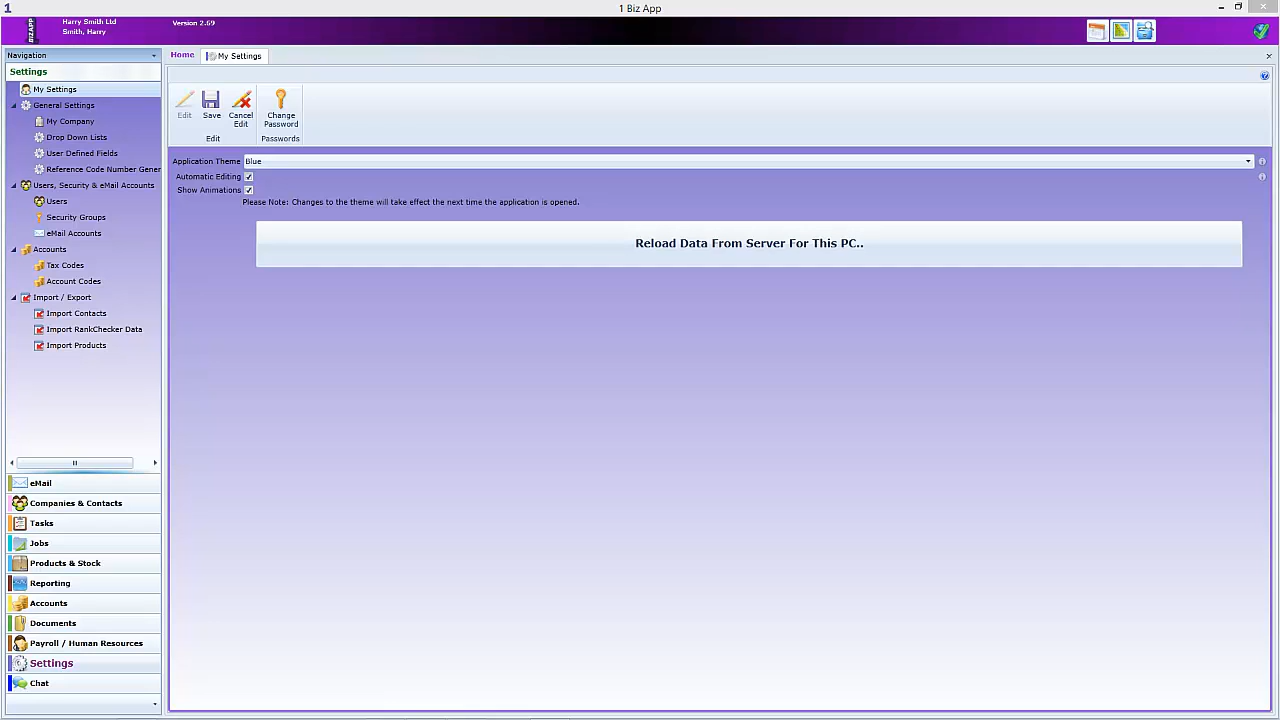 1 Biz App
BIZAPP
Harry Smith Ltd
Smith, Harry
Version 2.69
Navigation
Settings
My Settings
General Settings
My Company
Drop Down Lists
User Defined Fields
Reference Code Number Gener
Users, Security & eMail Accounts
Users
Security Groups
eMail Accounts
Accounts
Tax Codes
Account Codes
Import / Export
Import Contacts
Import RankChecker Data
Import Products
eMail
Companies & Contacts
Tasks
Jobs
Products & Stock
Reporting
Accounts
Documents
Payroll / Human Resources
Settings
Chat
Home
My Settings
Edit
Save
Cancel
Edit
Change
Password
Edit
Passwords
Application Theme
Blue
Automatic Editing
Show Animations
Please Note: Changes to the theme will take effect the next time the application is opened.
Reload Data From Server For This PC..